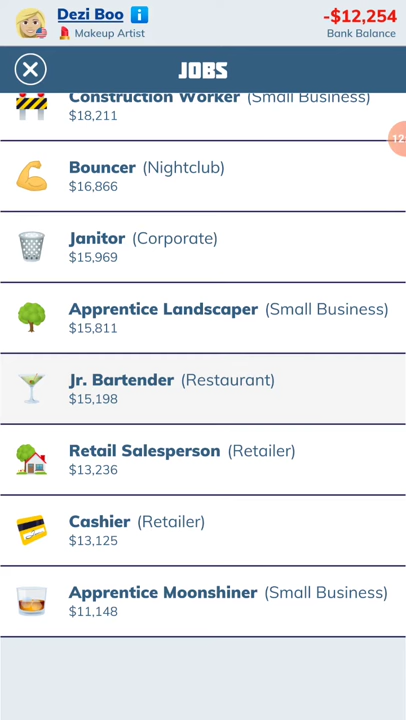 Dezi Boo
-$12,254
Makeup Artist
Bank Balance
JOBS
Construction Worker (Small Business)
$18,211
12
Bouncer (Nightclub)
$16,866
Janitor (Corporate)
$15,969
Apprentice Landscaper (Small Business)
$15,811
Jr. Bartender (Restaurant)
$15,198
Retail Salesperson (Retailer)
$13,236
Cashier (Retailer)
$13,125
Apprentice Moonshiner (Small Business)
$11,148